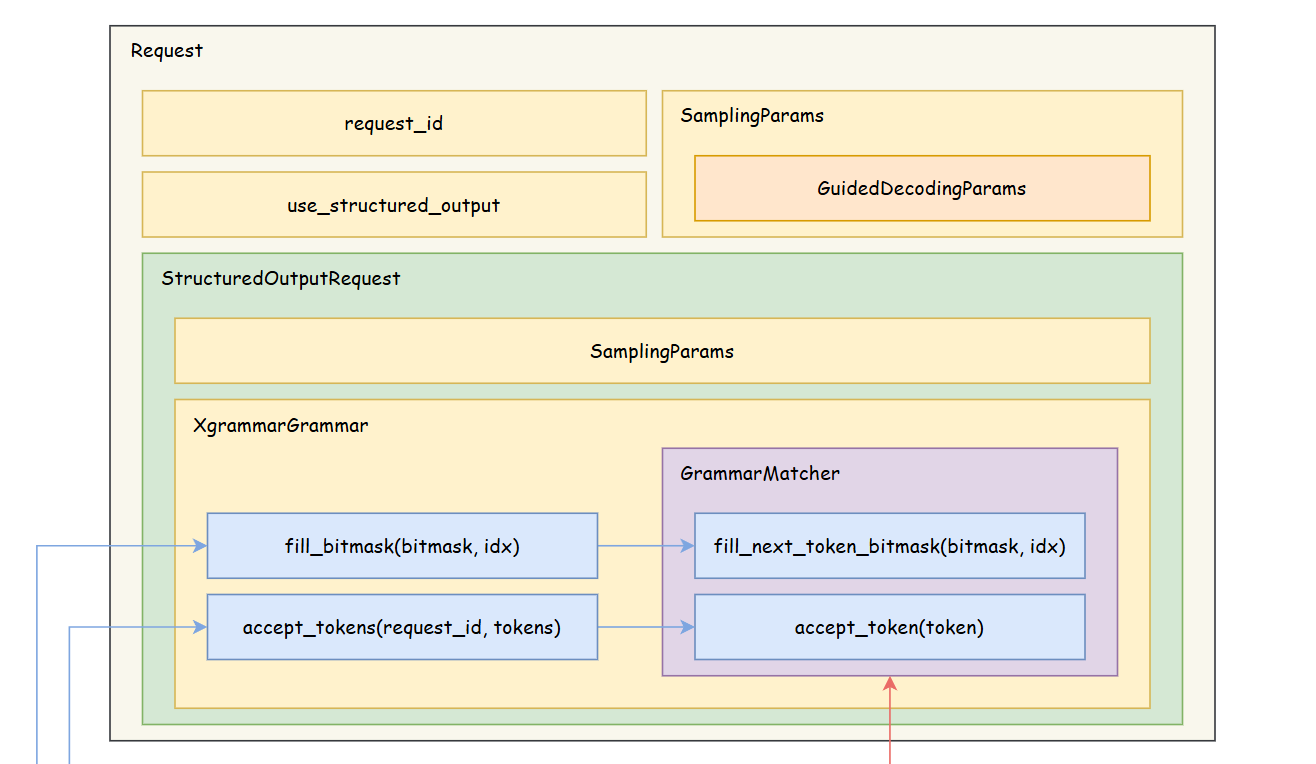 Request
request_id
SamplingParams
GuidedDecodingParams
use_structured_output
StructuredOutputRequest
SamplingParams
XgrammarGrammar
GrammarMatcher
fill_bitmask(bitmask, idx)
fill_next_token_bitmask(bitmask, idx)
accept_tokens(request_id, tokens)
accept_token(token)